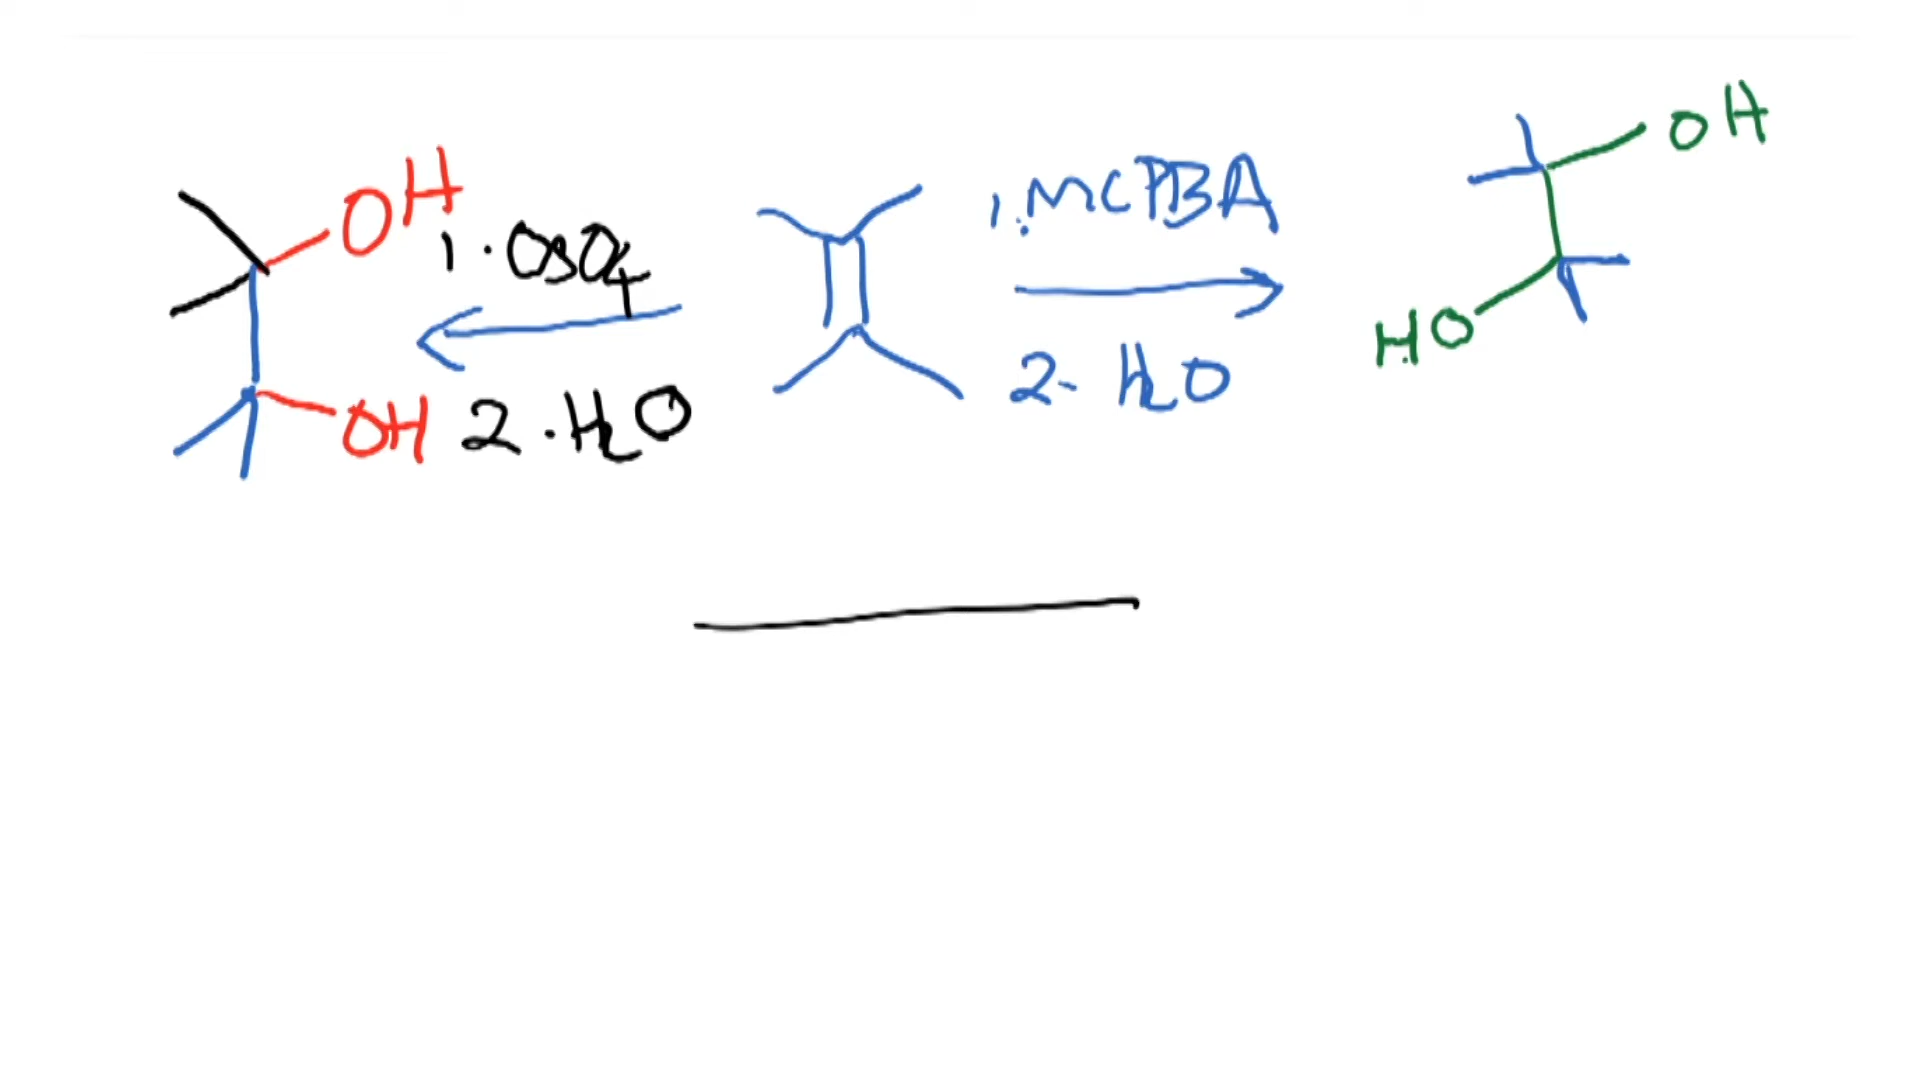 OH
1. OsO4
OH
2. H2O
1. MCPBA
2. H2O
OH
HO